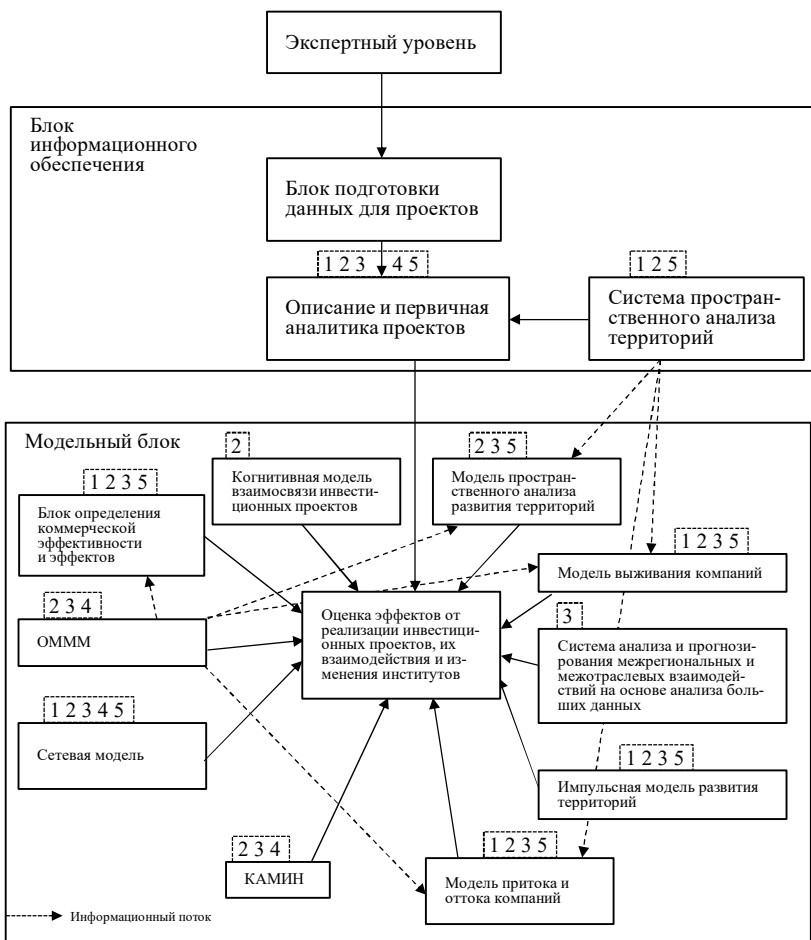 Экспертный уровень
Блок
информационного
обеспечения
Блок подготовки
данных для проектов
1 2 3 4 5
Описание и первичная
аналитика проектов
1 2 5
Система простран-
ственного анализа
территорий
Модельный блок
2
Когнитивная модель
взаимосвязи инвести-
ционных проектов
2 3 5
Модель простран-
ственного анализа
развития территорий
1 2 3 5
Блок определения
коммерческой
эффективности
и эффектов
1 2 3 5
Модель выживания компаний
2 3 4
ОМММ
Оценка эффектов от
реализации инвестици-
онных проектов, их
взаимодействия и из-
менения институтов
3
Система анализа и прогнози-
рования межрегиональных и
межотраслевых взаимодей-
ствий на основе анализа боль-
ших данных
1 2 3 4 5
Сетевая модель
1 2 3 5
Импульсная модель развития
территорий
2 3 4
КАМИН
1 2 3 5
Модель притока и
оттока компаний
Информационный поток